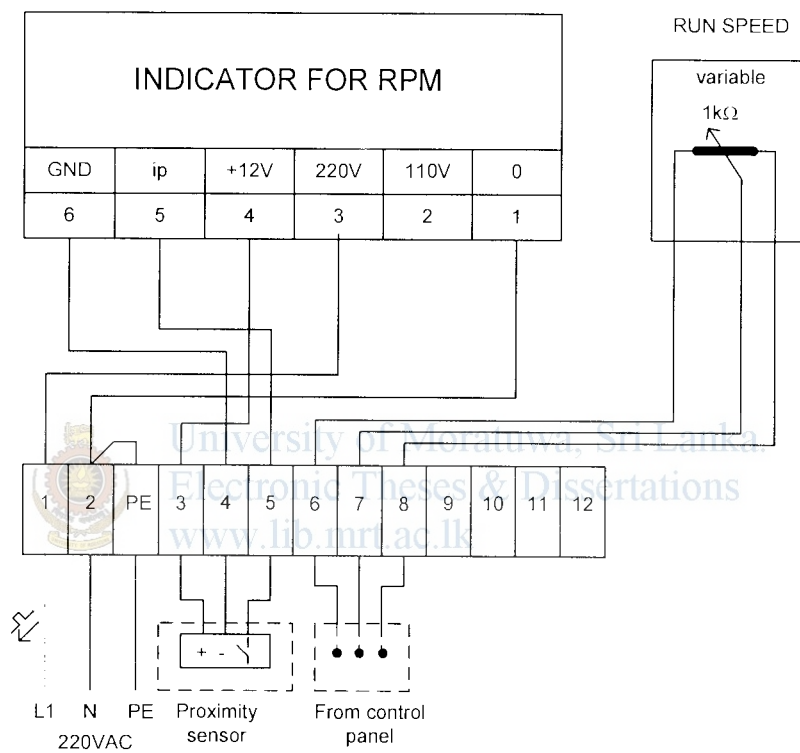 RUN SPEED
INDICATOR FOR RPM
variable
1kΩ
GND ip +12V 220V 110V 0
6 5 4 3 2 1
University of Moratuwa, Sri Lanka.
Electronic Theses & Dissertations
www.lib.mrt.ac.lk
1 2 PE 3 4 5 6 7 8 9 10 11 12
+ -
L1 N PE Proximity sensor
From control panel
220VAC